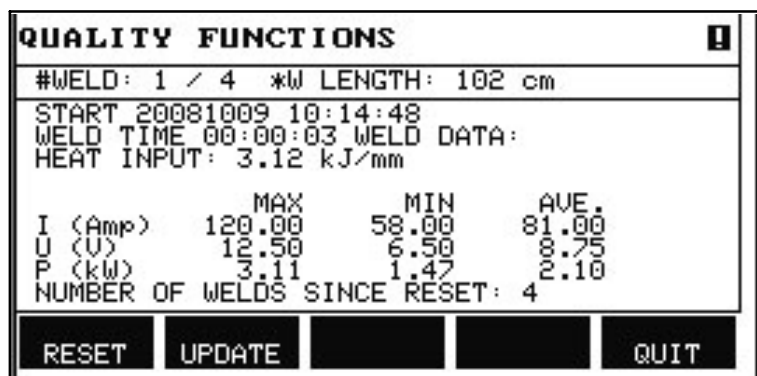 QUALITY FUNCTIONS
#WELD: 1 / 4 *W LENGTH: 102 cm
START 20081009 10:14:48
WELD TIME 00:00:03 WELD DATA:
HEAT INPUT: 3.12 kJ/mm
MAX MIN AVE.
I (Amp) 120.00 58.00 81.00
U (V) 12.50 6.50 8.75
P (kW) 3.11 1.47 2.10
NUMBER OF WELDS SINCE RESET: 4
RESET UPDATE QUIT